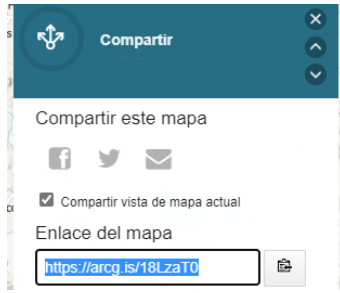 Compartir
Compartir este mapa
Compartir vista de mapa actual
Enlace del mapa
https://arcg.is/18LzaT0